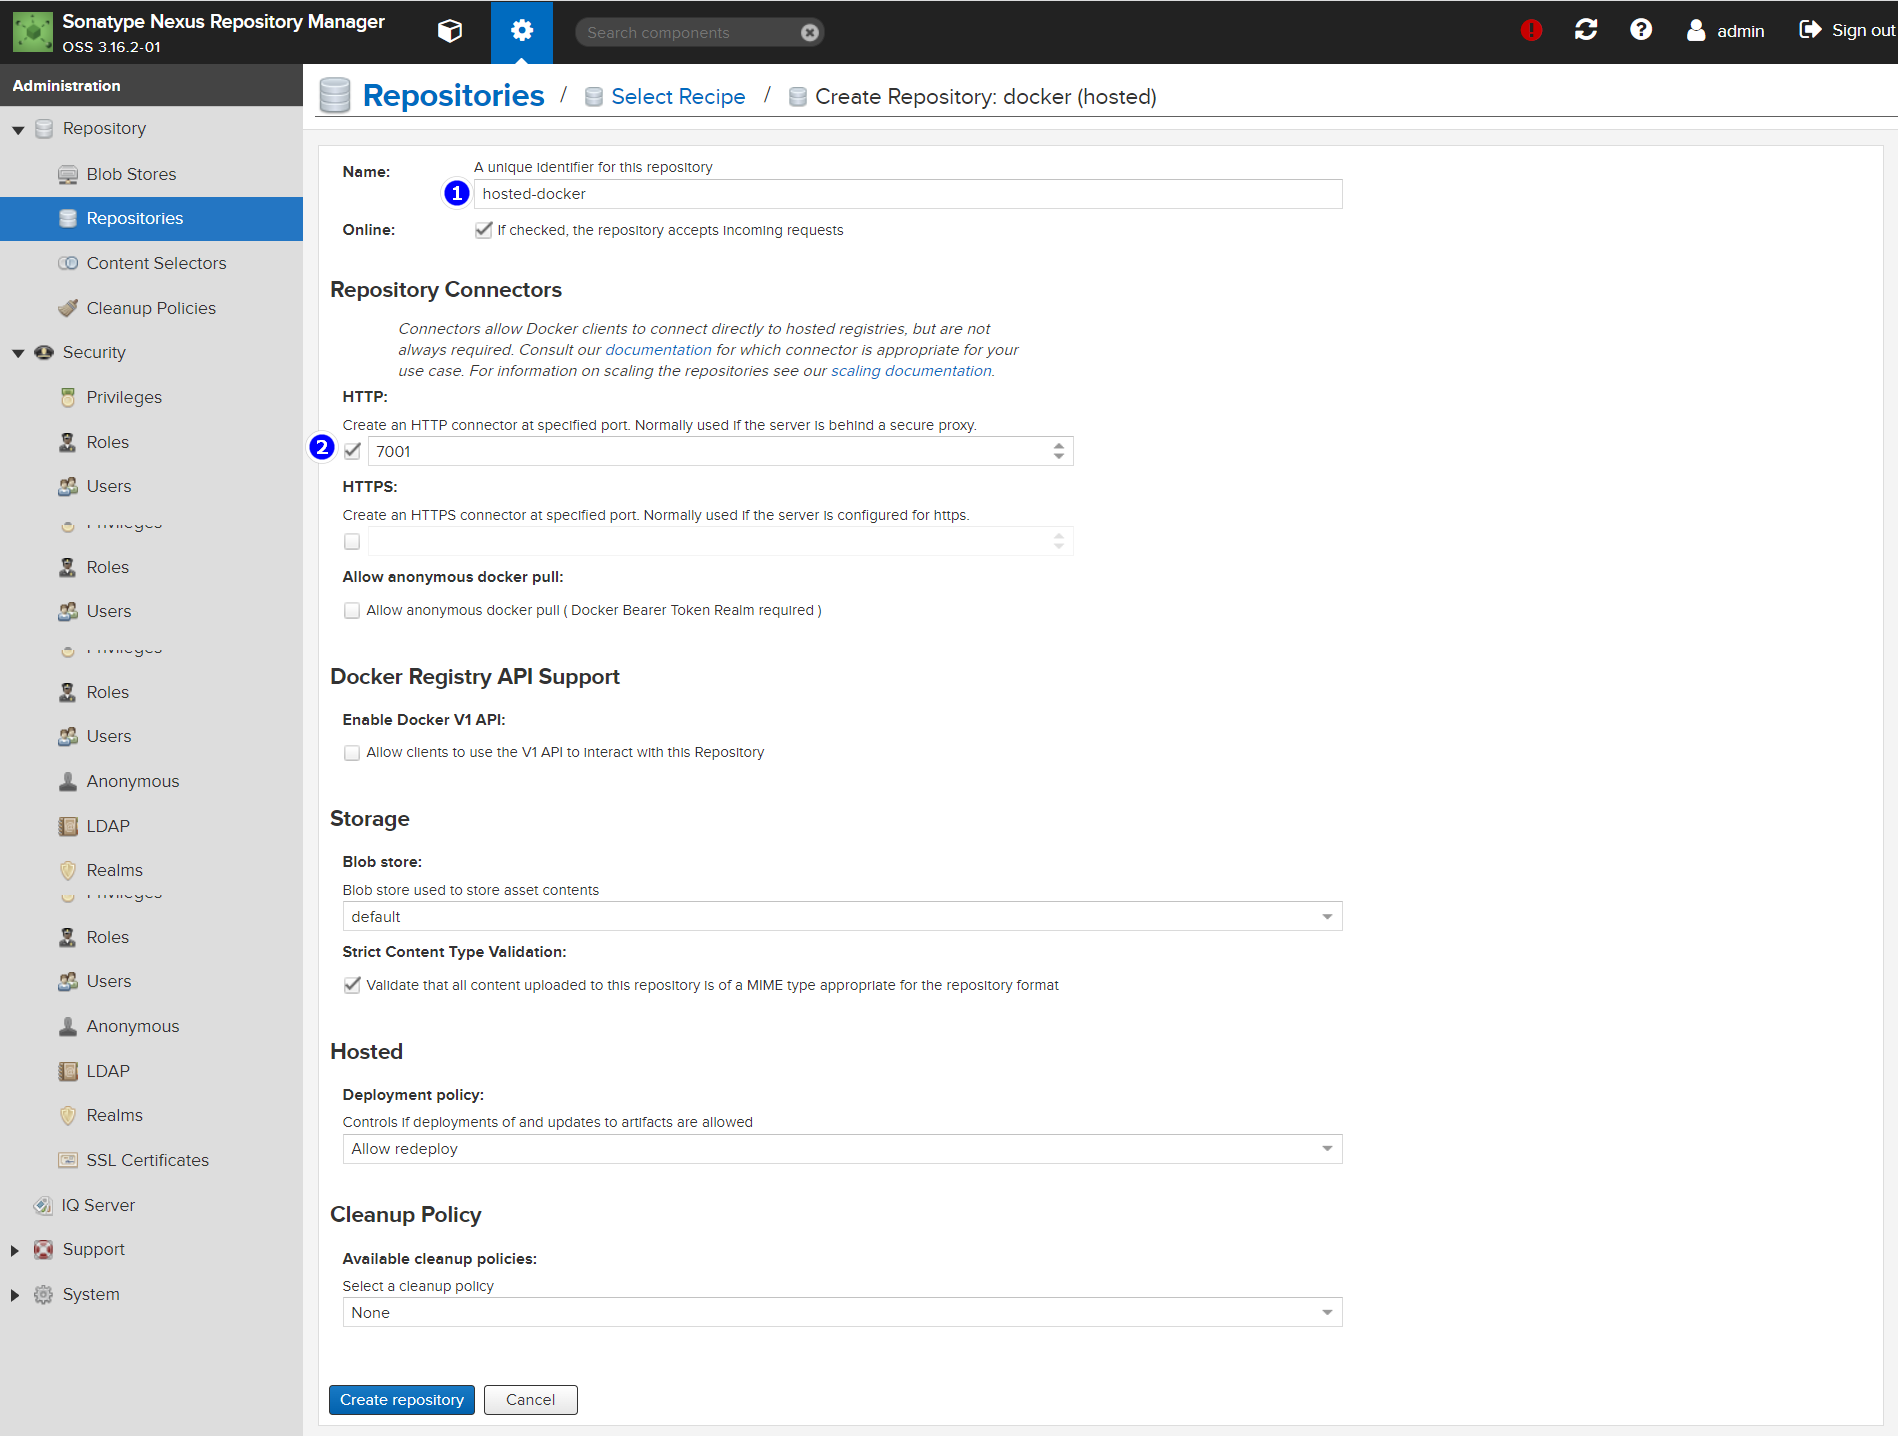 Sonatype Nexus Repository Manager
OSS 3.16.2-01
Search components
admin
Sign out
Administration
Repository
Blob Stores
Repositories
Content Selectors
Cleanup Policies
Security
Privileges
Roles
Users
Privileges
Roles
Users
Privileges
Roles
Users
Anonymous
LDAP
Realms
Privileges
Roles
Users
Anonymous
LDAP
Realms
SSL Certificates
IQ Server
Support
System
Repositories / Select Recipe / Create Repository: docker (hosted)
Name:
A unique identifier for this repository
1
hosted-docker
Online:
If checked, the repository accepts incoming requests
Repository Connectors
Connectors allow Docker clients to connect directly to hosted registries, but are not
always required. Consult our documentation for which connector is appropriate for your
use case. For information on scaling the repositories see our scaling documentation.
HTTP:
Create an HTTP connector at specified port. Normally used if the server is behind a secure proxy.
2
7001
HTTPS:
Create an HTTPS connector at specified port. Normally used if the server is configured for https.
Allow anonymous docker pull:
Allow anonymous docker pull ( Docker Bearer Token Realm required )
Docker Registry API Support
Enable Docker V1 API:
Allow clients to use the V1 API to interact with this Repository
Storage
Blob store:
Blob store used to store asset contents
default
Strict Content Type Validation:
Validate that all content uploaded to this repository is of a MIME type appropriate for the repository format
Hosted
Deployment policy:
Controls if deployments of and updates to artifacts are allowed
Allow redeploy
Cleanup Policy
Available cleanup policies:
Select a cleanup policy
None
Create repository
Cancel